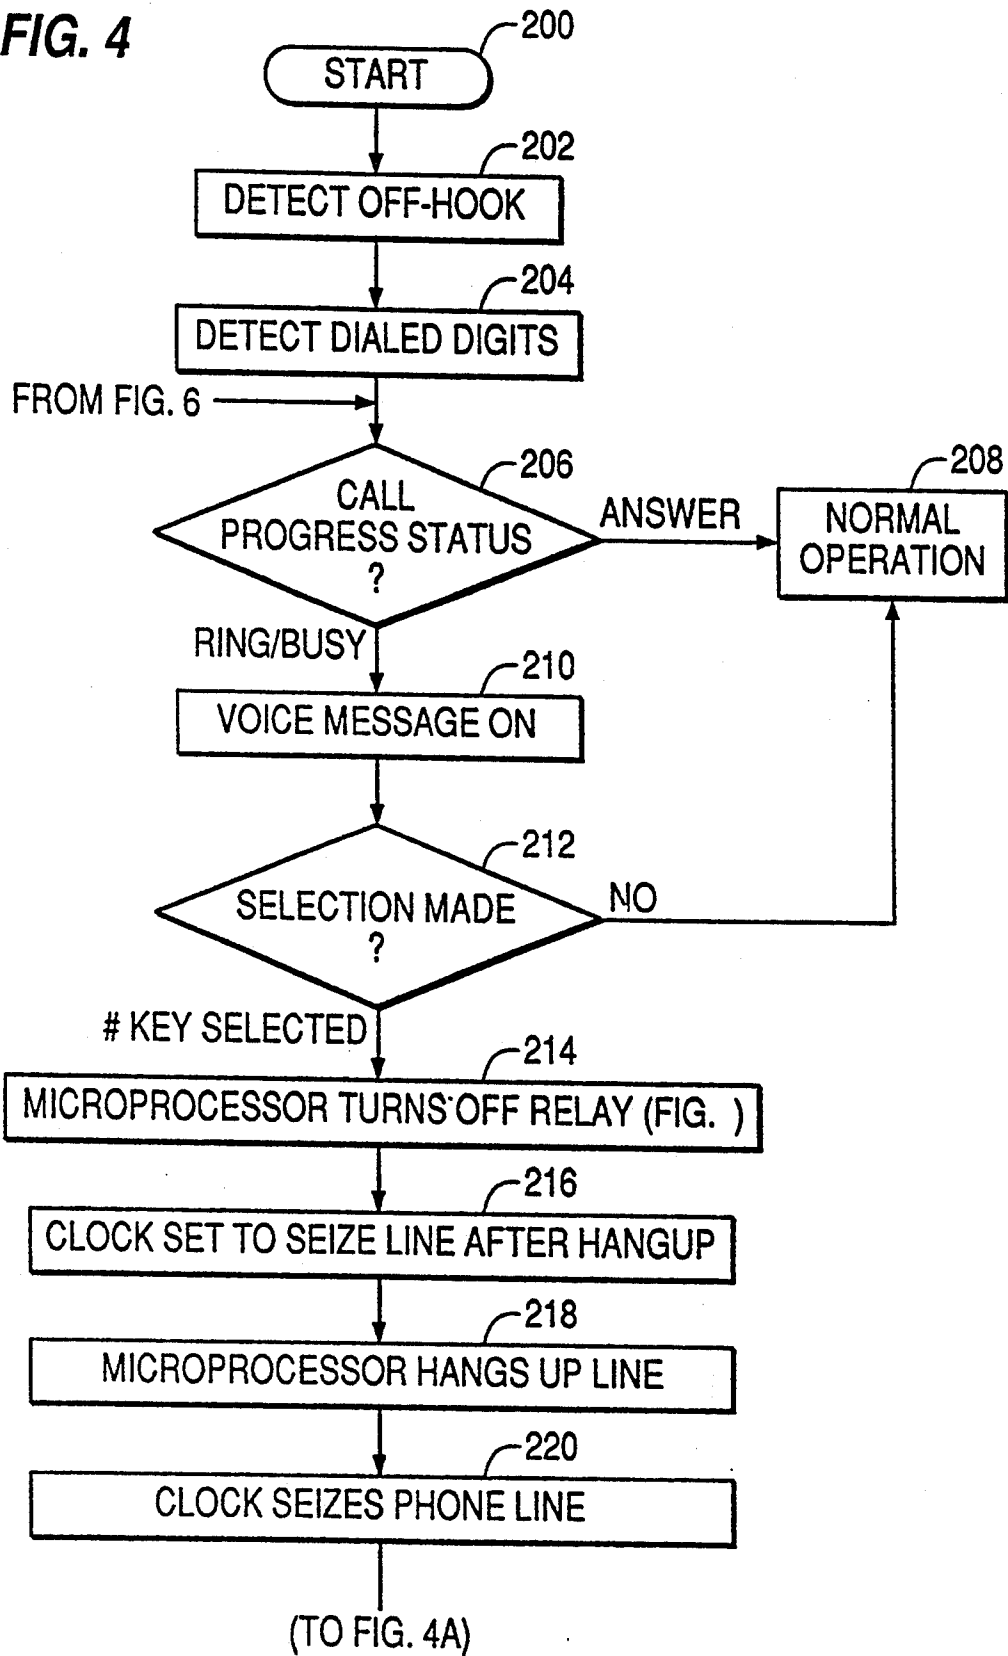 FIG. 4
200
START
202
DETECT OFF-HOOK
204
DETECT DIALED DIGITS
FROM FIG. 6
206
CALL
PROGRESS STATUS
?
ANSWER
208
NORMAL
OPERATION
RING/BUSY
210
VOICE MESSAGE ON
212
SELECTION MADE
?
NO
# KEY SELECTED
214
MICROPROCESSOR TURNS OFF RELAY (FIG. )
216
CLOCK SET TO SEIZE LINE AFTER HANGUP
218
MICROPROCESSOR HANGS UP LINE
220
CLOCK SEIZES PHONE LINE
(TO FIG. 4A)